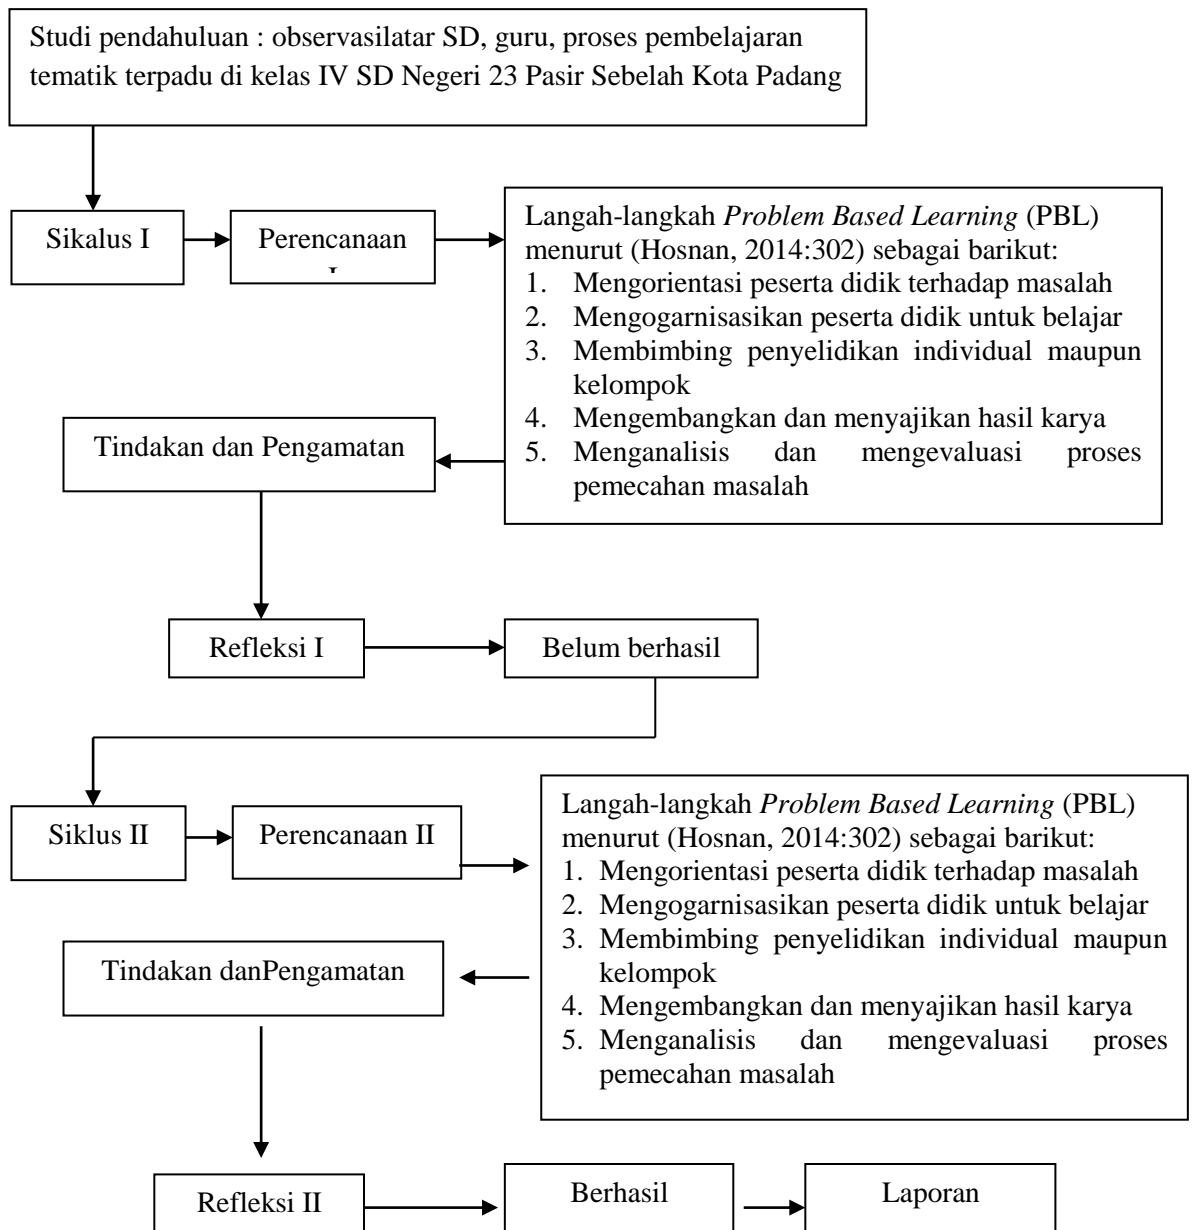 Studi pendahuluan : observasilatar SD, guru, proses pembelajaran
tematik terpadu di kelas IV SD Negeri 23 Pasir Sebelah Kota Padang
Sikalus I
Perencanaan
Langah-langkah Problem Based Learning (PBL)
menurut (Hosnan, 2014:302) sebagai barikut:
1. Mengorientasi peserta didik terhadap masalah
2. Mengogarnisasikan peserta didik untuk belajar
3. Membimbing penyelidikan individual maupun
kelompok
4. Mengembangkan dan menyajikan hasil karya
5. Menganalisis dan mengevaluasi proses
pemecahan masalah
Tindakan dan Pengamatan
Refleksi I
Belum berhasil
Siklus II
Perencanaan II
Langah-langkah Problem Based Learning (PBL)
menurut (Hosnan, 2014:302) sebagai barikut:
1. Mengorientasi peserta didik terhadap masalah
2. Mengogarnisasikan peserta didik untuk belajar
3. Membimbing penyelidikan individual maupun
kelompok
4. Mengembangkan dan menyajikan hasil karya
5. Menganalisis dan mengevaluasi proses
pemecahan masalah
Tindakan danPengamatan
Refleksi II
Berhasil
Laporan